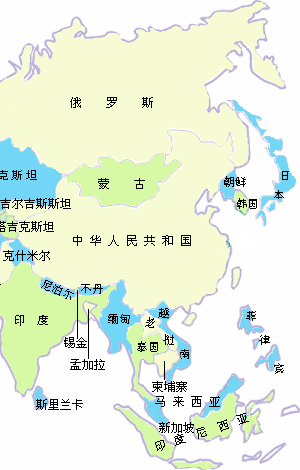 俄罗斯
克斯坦
蒙古
朝鲜
日本
吉尔吉斯斯坦
韩国
塔吉克斯坦
中华人民共和国
克什米尔
尼泊尔
不丹
印度
缅甸
老挝
越南
菲律宾
锡金
泰国
孟加拉
柬埔寨
斯里兰卡
马来西亚
新加坡
印度尼西亚